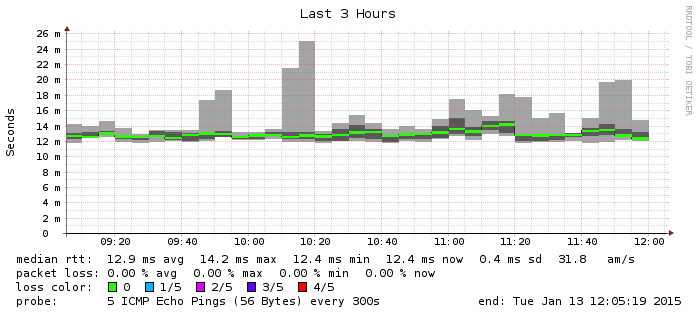 Last 3 Hours
RRDTOOL / TOBI OETIKER
Seconds
26 m
24 m
22 m
20 m
18 m
16 m
14 m
12 m
10 m
8 m
6 m
4 m
2 m
0
09:20 09:40 10:00 10:20 10:40 11:00 11:20 11:40 12:00
median rtt: 12.9 ms avg 14.2 ms max 12.4 ms min 12.4 ms now 0.4 ms sd 31.8 am/s
packet loss: 0.00 % avg 0.00 % max 0.00 % min 0.00 % now
loss color: 0 1/5 2/5 3/5 4/5
probe: 5 ICMP Echo Pings (56 Bytes) every 300s end: Tue Jan 13 12:05:19 2015